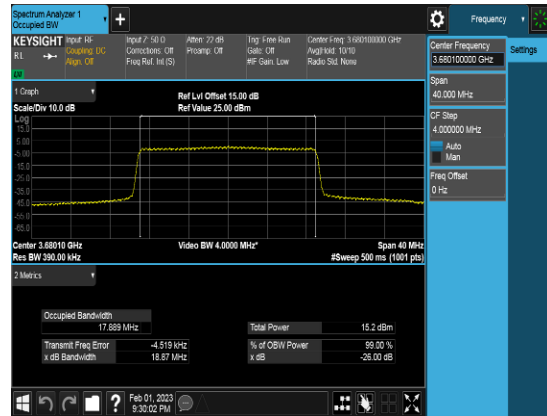 Spectrum Analyzer 1
Occupied BW
Frequency
KEYSIGHT
RL
Input: RF
Coupling: DC
Align: Off
Input Z: 50 Ω
Corrections: Off
Freq Ref: Int (S)
Atten: 22 dB
Preamp: Off
Trig: Free Run
Gate: Off
#IF Gain: Low
Center Freq: 3.680100000 GHz
Avg|Hold: 10/10
Radio Std: None
LU
Center Frequency
3.680100000 GHz
Settings
Span
40.000 MHz
CF Step
4.000000 MHz
Auto
Man
Freq Offset
0 Hz
1 Graph
Scale/Div 10.0 dB
Ref Lvl Offset 15.00 dB
Ref Value 25.00 dBm
Log
15.0
5.00
-5.00
-15.0
-25.0
-35.0
-45.0
-55.0
-65.0
Center 3.68010 GHz
Video BW 4.0000 MHz*
Span 40 MHz
Res BW 390.00 kHz
#Sweep 500 ms (1001 pts)
2 Metrics
Occupied Bandwidth
17.889 MHz
Total Power
15.2 dBm
Transmit Freq Error
-4.519 kHz
% of OBW Power
99.00 %
x dB Bandwidth
18.87 MHz
x dB
-26.00 dB
Feb 01, 2023
9:30:02 PM